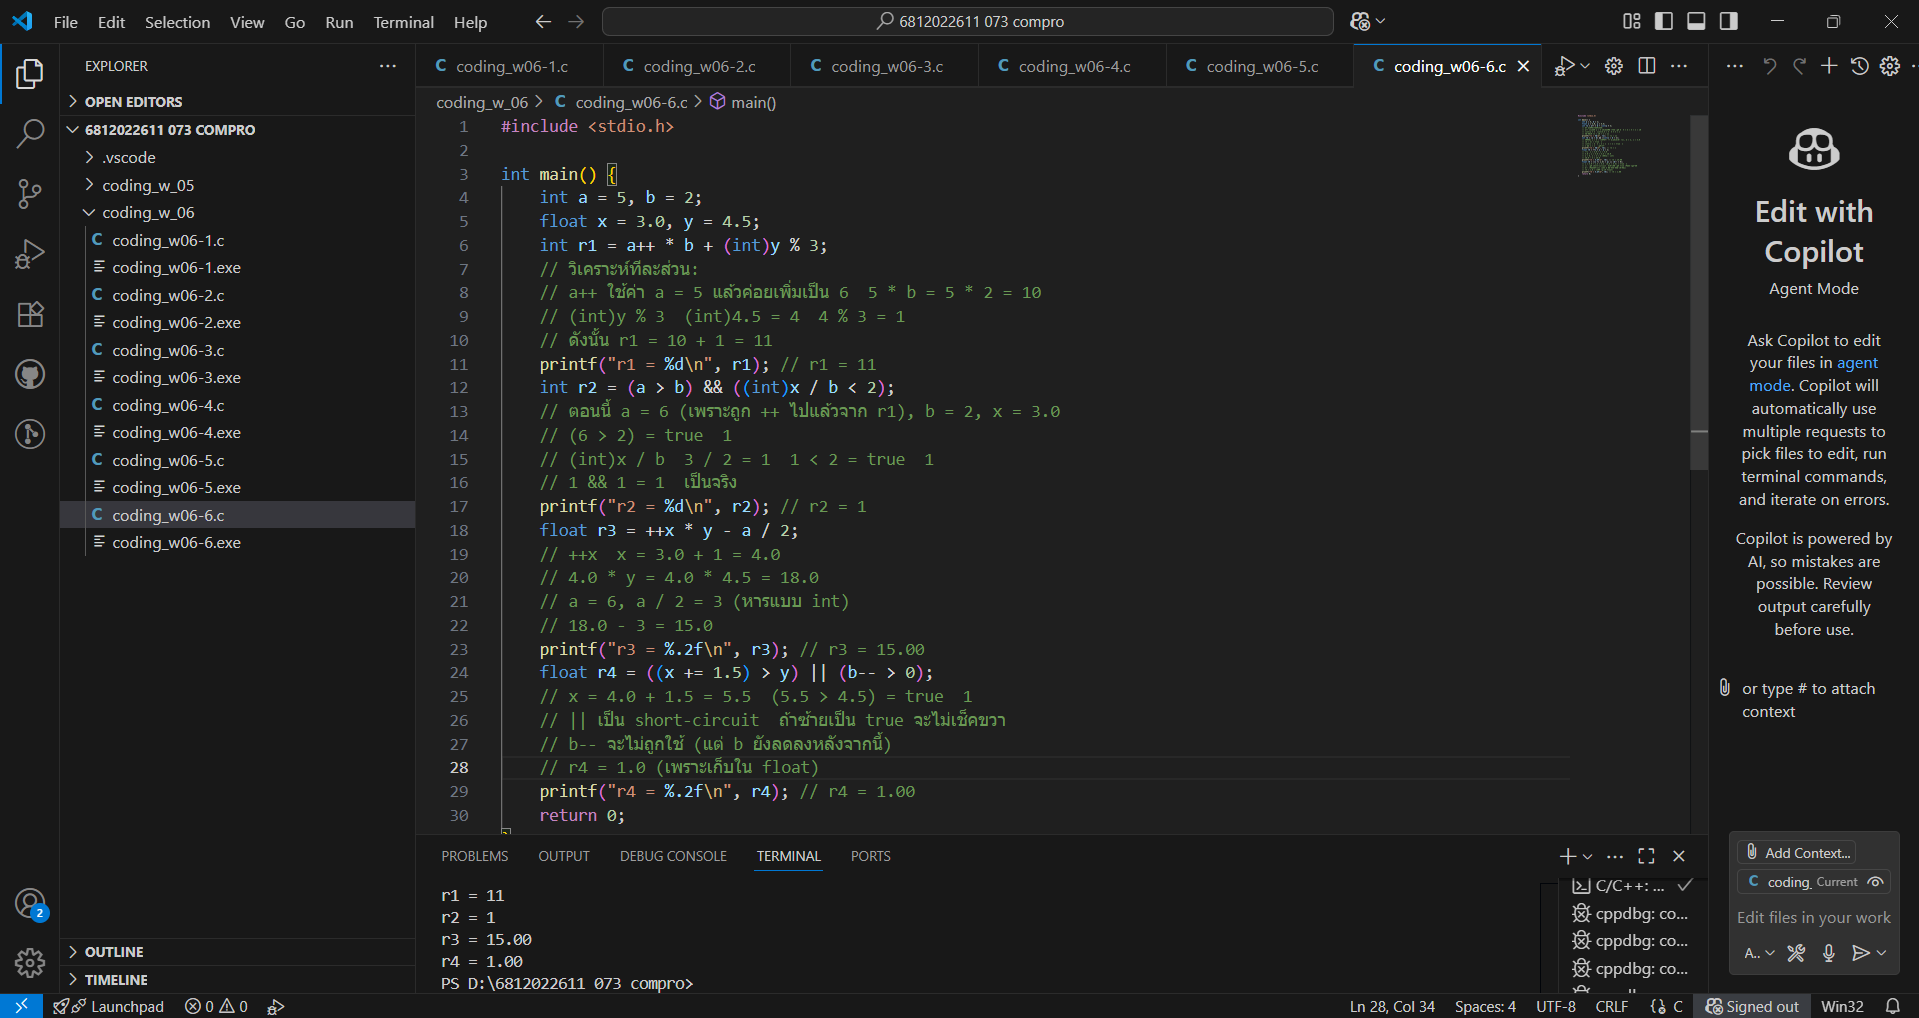 File Edit Selection View Go Run Terminal Help
6812022611 073 compro
EXPLORER
OPEN EDITORS
6812022611 073 COMPRO
.vscode
coding_w_05
coding_w_06
coding_w06-1.c
coding_w06-1.exe
coding_w06-2.c
coding_w06-2.exe
coding_w06-3.c
coding_w06-3.exe
coding_w06-4.c
coding_w06-4.exe
coding_w06-5.c
coding_w06-5.exe
coding_w06-6.c
coding_w06-6.exe
OUTLINE
TIMELINE
2
C coding_w06-1.c C coding_w06-2.c C coding_w06-3.c C coding_w06-4.c C coding_w06-5.c C coding_w06-6.c
coding_w_06 > C coding_w06-6.c > main()
1 #include <stdio.h>
2
3 int main() {
4 int a = 5, b = 2;
5 float x = 3.0, y = 4.5;
6 int r1 = a++ * b + (int)y % 3;
7 // วิเคราะห์ทีละส่วน:
8 // a++ ใช้ค่า a = 5 แล้วค่อยเพิ่มเป็น 6  5 * b = 5 * 2 = 10
9 // (int)y % 3  (int)4.5 = 4  4 % 3 = 1
10 // ดังนั้น r1 = 10 + 1 = 11
11 printf("r1 = %d\n", r1); // r1 = 11
12 int r2 = (a > b) && ((int)x / b < 2);
13 // ตอนนี้ a = 6 (เพราะถูก ++ ไปแล้วจาก r1), b = 2, x = 3.0
14 // (6 > 2) = true  1
15 // (int)x / b  3 / 2 = 1  1 < 2 = true  1
16 // 1 && 1 = 1  เป็นจริง
17 printf("r2 = %d\n", r2); // r2 = 1
18 float r3 = ++x * y - a / 2;
19 // ++x  x = 3.0 + 1 = 4.0
20 // 4.0 * y = 4.0 * 4.5 = 18.0
21 // a = 6, a / 2 = 3 (หารแบบ int)
22 // 18.0 - 3 = 15.0
23 printf("r3 = %.2f\n", r3); // r3 = 15.00
24 float r4 = ((x += 1.5) > y) || (b-- > 0);
25 // x = 4.0 + 1.5 = 5.5  (5.5 > 4.5) = true  1
26 // || เป็น short-circuit  ถ้าซ้ายเป็น true จะไม่เช็คขวา
27 // b-- จะไม่ถูกใช้ (แต่ b ยังลดลงหลังจากนี้)
28 // r4 = 1.0 (เพราะเก็บใน float)
29 printf("r4 = %.2f\n", r4); // r4 = 1.00
30 return 0;
PROBLEMS OUTPUT DEBUG CONSOLE TERMINAL PORTS
r1 = 11
r2 = 1
r3 = 15.00
r4 = 1.00
PS D:\6812022611 073 compro>
C/C++: ...
cppdbg: co...
cppdbg: co...
cppdbg: co...
Edit with
Copilot
Agent Mode
Ask Copilot to edit
your files in agent
mode. Copilot will
automatically use
multiple requests to
pick files to edit, run
terminal commands,
and iterate on errors.
Copilot is powered by
AI, so mistakes are
possible. Review
output carefully
before use.
or type # to attach
context
Add Context...
C coding_ Current
Edit files in your work
A..
Launchpad 0 0 Ln 28, Col 34 Spaces: 4 UTF-8 CRLF {} C Signed out Win32